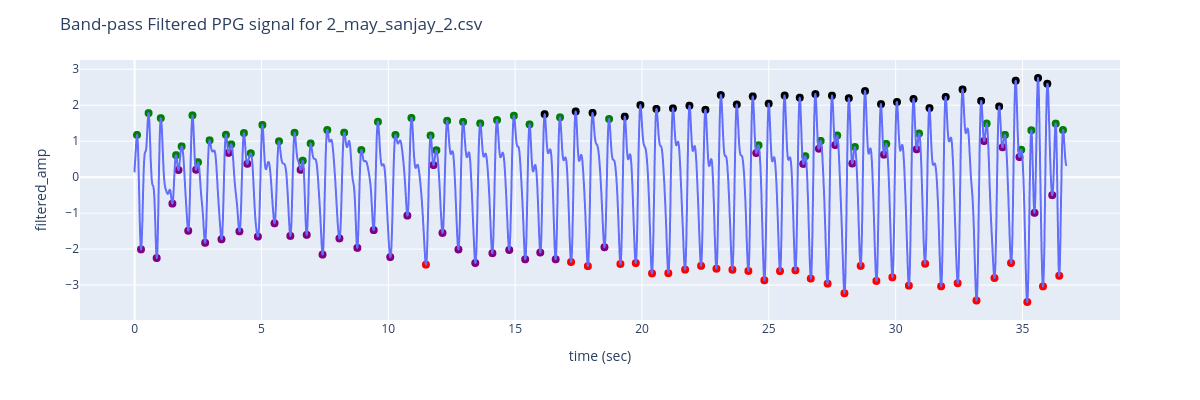 Band-pass Filtered PPG signal for 2_may_sanjay_2.csv
3
2
1
0
−1
−2
−3
filtered_amp
0 5 10 15 20 25 30 35
time (sec)